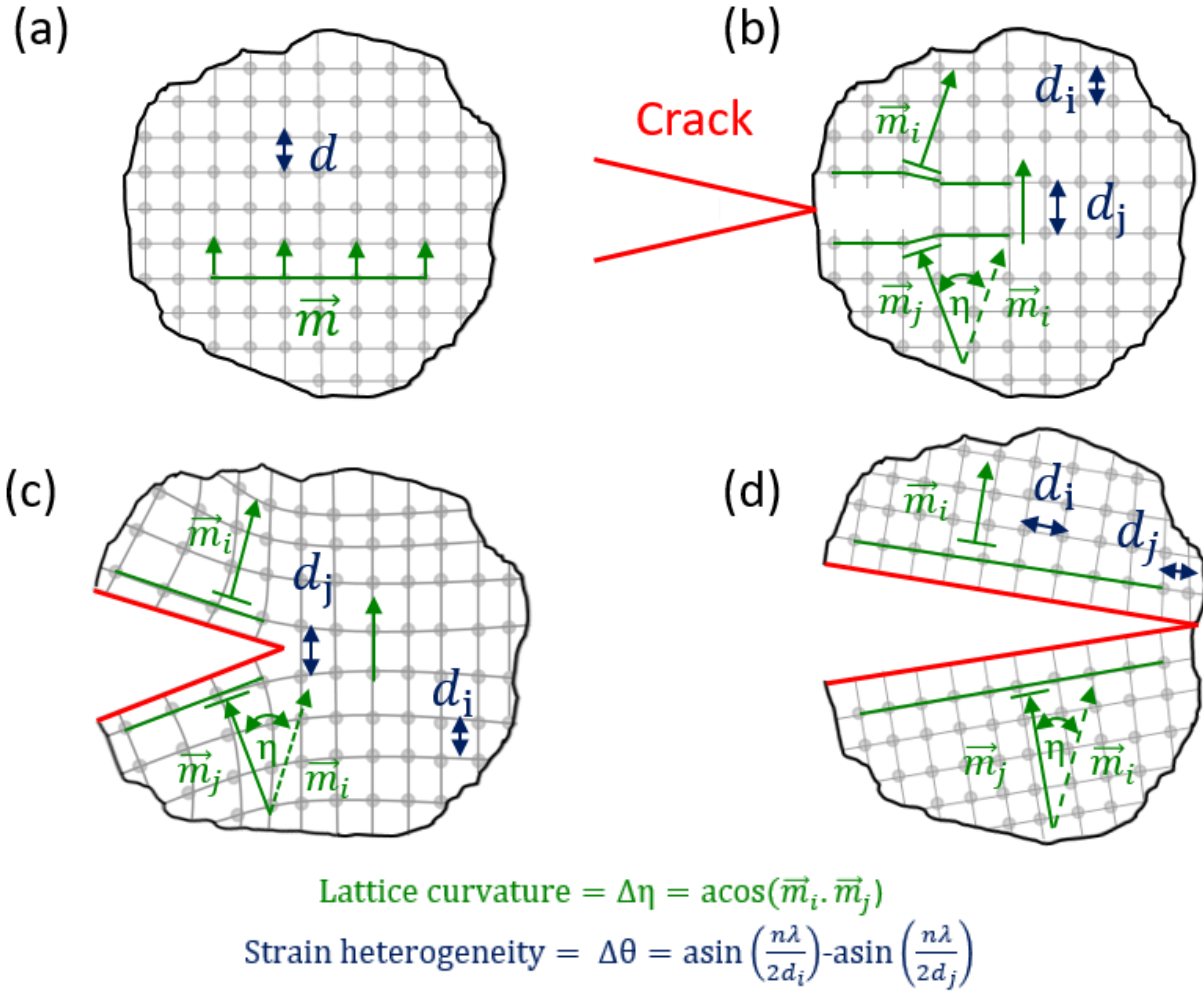 (a)
d
m⃗
(b)
Crack
m⃗ᵢ
dᵢ
dⱼ
m⃗ⱼ
η
m⃗ᵢ
(c)
m⃗ᵢ
dⱼ
dᵢ
m⃗ⱼ
η
m⃗ᵢ
(d)
m⃗ᵢ
dᵢ
dⱼ
m⃗ⱼ
η
m⃗ᵢ
Lattice curvature = Δη = acos(m⃗ᵢ. m⃗ⱼ)
Strain heterogeneity = Δθ = asin (nλ/2dᵢ)-asin (nλ/2dⱼ)